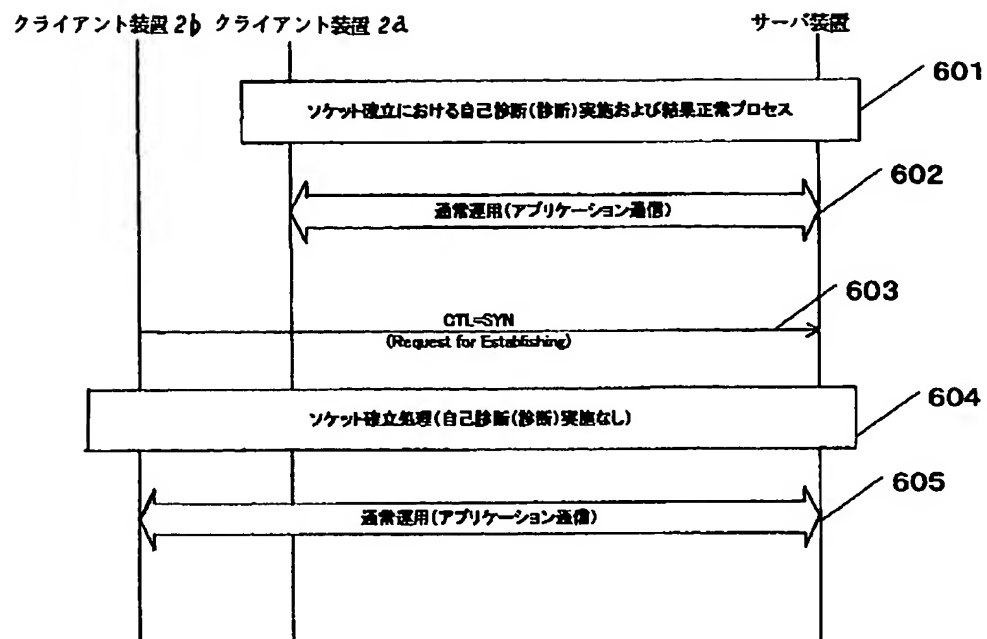 クライアント装置 2b クライアント装置 2a サーバ装置
601
ソケット確立における自己診断(診断)実施および結果正常プロセス
602
通常運用(アプリケーション通信)
603
CTL=SYN
(Request for Establishing)
604
ソケット確立処理(自己診断(診断)実施なし)
605
通常運用(アプリケーション通信)